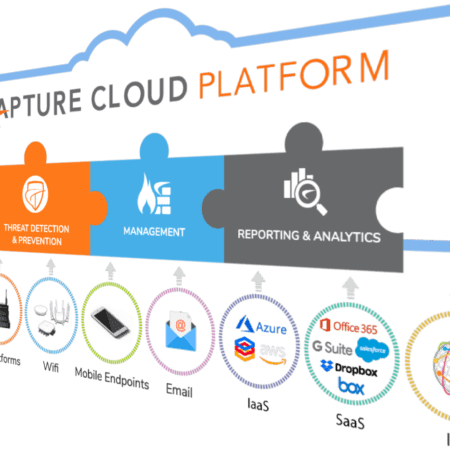 APTURE CLOUD PLATFORM
THREAT DETECTION
& PREVENTION
MANAGEMENT
REPORTING & ANALYTICS
@
Azure
aws
Office 365
G Suite
salesforce
Dropbox
box
tforms
Wifi
Mobile Endpoints
Email
IaaS
SaaS